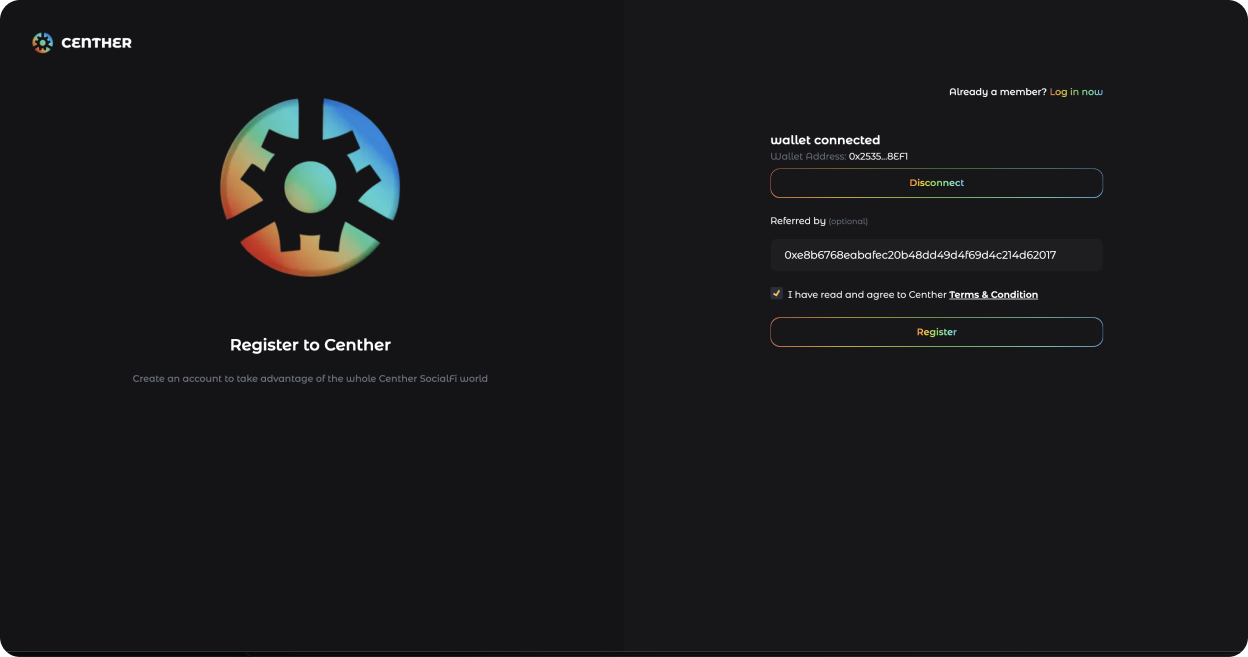 CENTHER
Register to Centher
Create an account to take advantage of the whole Centher SocialFi world
Already a member? Log in now
wallet connected
Wallet Address: 0x2535...8EF1
Disconnect
Referred by (optional)
0xe8b6768eabafec20b48dd49d4f69d4c214d62017
I have read and agree to Centher Terms & Condition
Register